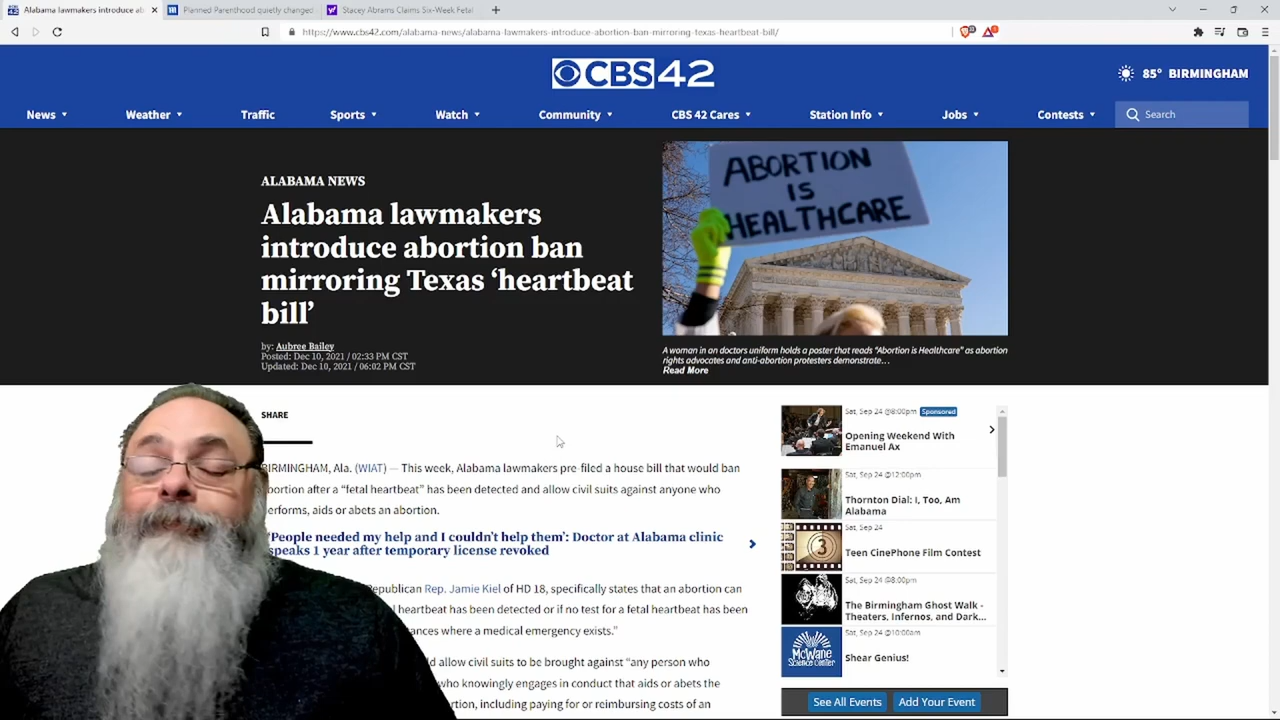 Alabama lawmakers introduce ab
Planned Parenthood quietly changed
Stacey Abrams Claims Six-Week Fetal
https://www.cbs42.com/alabama-news/alabama-lawmakers-introduce-abortion-ban-mirroring-texas-heartbeat-bill/
CBS42
85° BIRMINGHAM
News
Weather
Traffic
Sports
Watch
Community
CBS 42 Cares
Station Info
Jobs
Contests
Search
ABORTION
IS
HEALTHCARE
ALABAMA NEWS
Alabama lawmakers
introduce abortion ban
mirroring Texas ‘heartbeat
bill’
by: Aubree Bailey
Posted: Dec 10, 2021 / 02:33 PM CST
Updated: Dec 10, 2021 / 06:02 PM CST
A woman in an doctors uniform holds a poster that reads "Abortion is Healthcare" as abortion
rights advocates and anti-abortion protesters demonstrate…
Read More
SHARE
BIRMINGHAM, Ala. (WIAT) — This week, Alabama lawmakers pre-filed a house bill that would ban
abortion after a “fetal heartbeat” has been detected and allow civil suits against anyone who
performs, aids or abets an abortion.
‘People needed my help and I couldn’t help them’: Doctor at Alabama clinic
speaks 1 year after temporary license revoked
Republican Rep. Jamie Kiel of HD 18, specifically states that an abortion can
heartbeat has been detected or if no test for a fetal heartbeat has been
where a medical emergency exists.”
allow civil suits to be brought against “any person who
who knowingly engages in conduct that aids or abets the
including paying for or reimbursing costs of an
Sat, Sep 24 @8:00pm Sponsored
Opening Weekend With
Emanuel Ax
Sat, Sep 24 @12:00pm
Thornton Dial: I, Too, Am
Alabama
Sat, Sep 24
Teen CinePhone Film Contest
Sat, Sep 24 @8:00pm
The Birmingham Ghost Walk -
Theaters, Infernos, and Dark...
Sat, Sep 24 @10:00am
Shear Genius!
McWane
Science Center
See All Events
Add Your Event